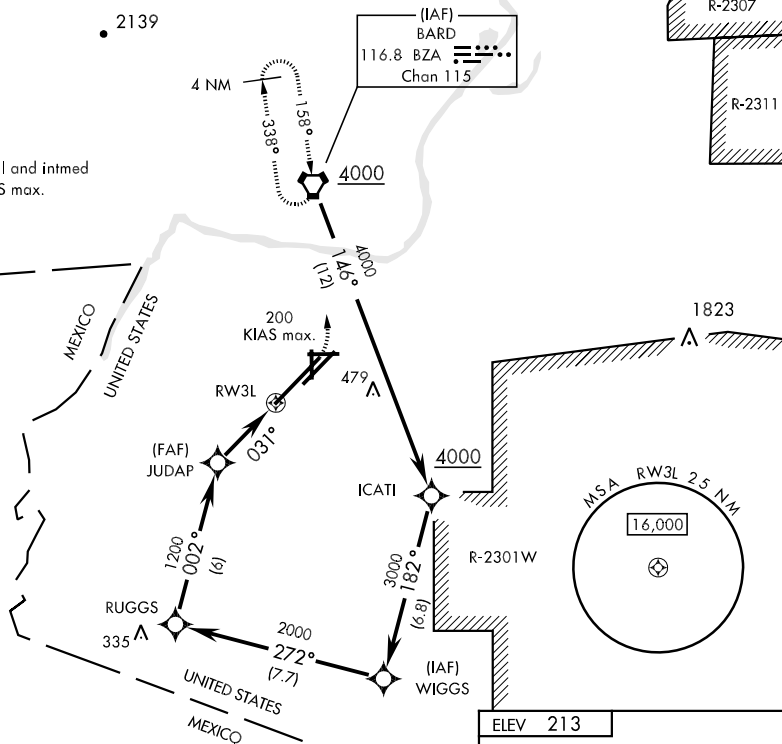 2139
(IAF)
BARD
116.8 BZA
Chan 115
R-2307
R-2311
4 NM
158°
338°
4000
l and intmed
S max.
4000
146°
(12)
MEXICO
UNITED STATES
200
KIAS max.
1823
RW3L
479
(FAF)
JUDAP
031°
4000
ICATI
MSA RW3L 25 NM
16,000
R-2301W
1200
002°
(6)
3000
182°
(6.8)
RUGGS
335
2000
272°
(7.7)
(IAF)
WIGGS
UNITED STATES
MEXICO
ELEV 213